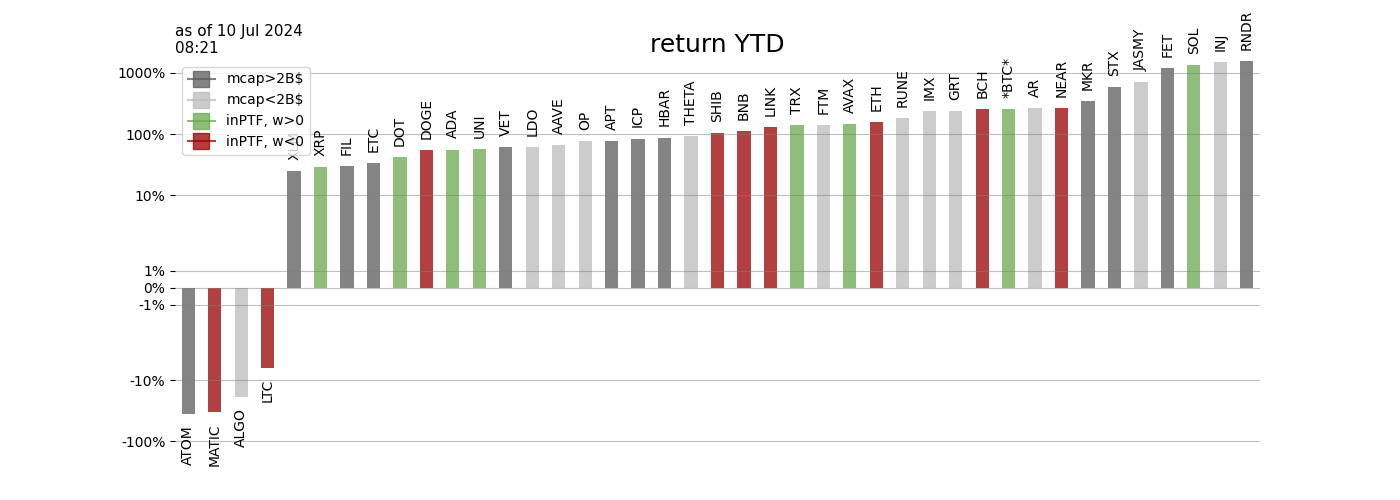 as of 10 Jul 2024
08:21
return YTD
mcap>2B$
mcap<2B$
inPTF, w>0
inPTF, w<0
1000%
100%
10%
1%
0%
-1%
-10%
-100%
ATOM
MATIC
ALGO
LTC
XRP
FIL
ETC
DOT
DOGE
ADA
UNI
VET
LDO
AAVE
OP
APT
ICP
HBAR
THETA
SHIB
BNB
LINK
TRX
FTM
AVAX
ETH
RUNE
IMX
GRT
BCH
*BTC*
AR
NEAR
MKR
STX
JASMY
FET
SOL
INJ
RNDR